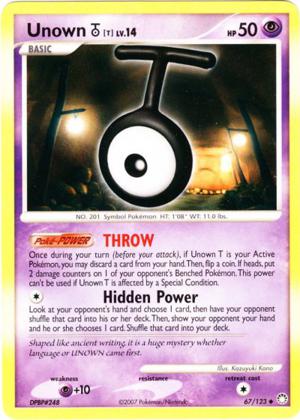 Unown T [T] LV.14 HP 50
BASIC
NO. 201 Symbol Pokémon HT: 1'08" WT: 11.0 lbs.
Poké-POWER THROW
Once during your turn (before your attack), if Unown T is your Active
Pokémon, you may discard a card from your hand. Then, flip a coin. If heads, put
2 damage counters on 1 of your opponent's Benched Pokémon. This power can't
be used if Unown T is affected by a Special Condition.
Hidden Power
Look at your opponent's hand and choose 1 card, then have your opponent
shuffle that card into his or her deck. Then, show your opponent your hand
and he or she chooses 1 card. Shuffle that card into your deck.
Shaped like ancient writing, it is a mystery whether language
or UNOWN came first.
Illus. Kazuyuki Kano
weakness resistance retreat cost
+10
DPBP#248 ©2007 Pokémon/Nintendo. 67/123